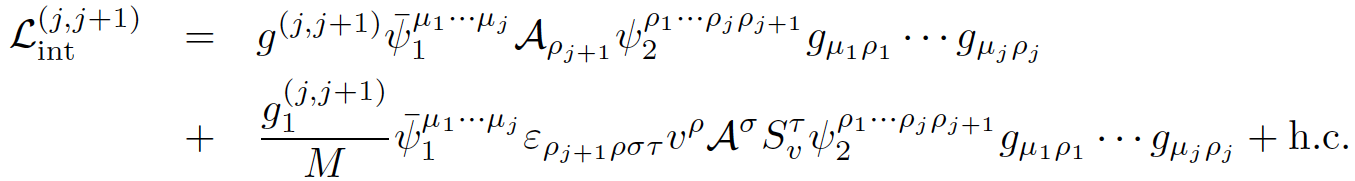 $\mathcal{L}_{\text{int}}^{(j,j+1)} = g^{(j,j+1)} \bar{\psi}_1^{\mu_1 \cdots \mu_j} \mathcal{A}_{\rho_{j+1}} \psi_2^{\rho_1 \cdots \rho_j \rho_{j+1}} g_{\mu_1 \rho_1} \cdots g_{\mu_j \rho_j}$
$+ \frac{g_1^{(j,j+1)}}{M} \bar{\psi}_1^{\mu_1 \cdots \mu_j} \varepsilon_{\rho_{j+1} \rho \sigma \tau} v^{\rho} \mathcal{A}^{\sigma} S_v^{\tau} \psi_2^{\rho_1 \cdots \rho_j \rho_{j+1}} g_{\mu_1 \rho_1} \cdots g_{\mu_j \rho_j} + \text{h.c.}$